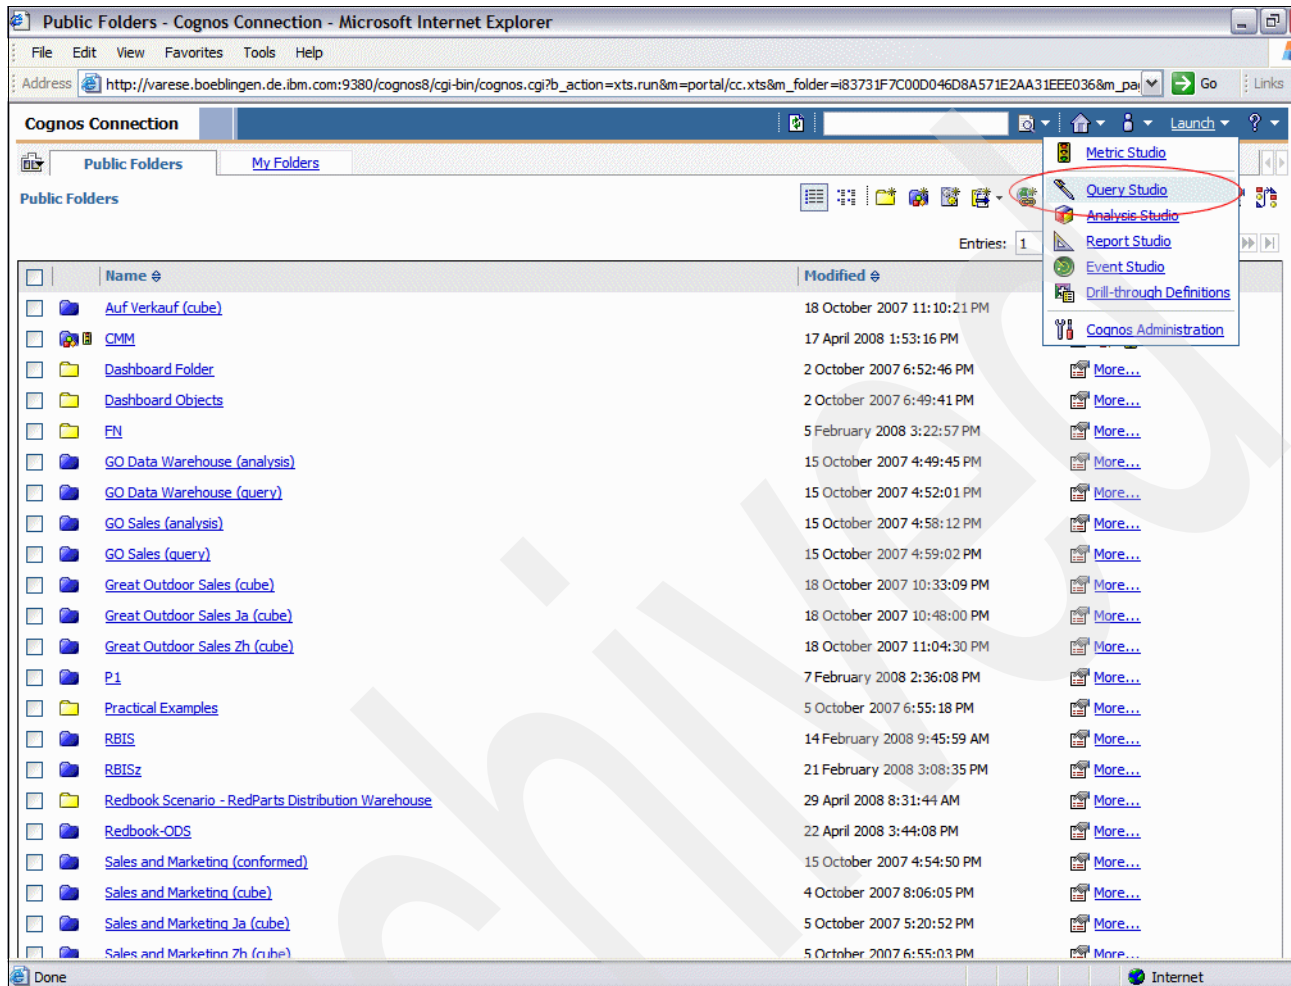 Public Folders - Cognos Connection - Microsoft Internet Explorer
File Edit View Favorites Tools Help
Address http://varese.boeblingen.de.ibm.com:9380/cognos8/cgi-bin/cognos.cgi?b_action=xts.run&m=portal/cc.xts&m_folder=i83731F7C00D046D8A571E2AA31EEE036&m_pa Go Links
Cognos Connection Launch ?
Public Folders My Folders
Metric Studio
Public Folders
Query Studio
Analysis Studio
Entries: 1
Report Studio
Event Studio
Drill-through Definitions
Cognos Administration
Name Modified
Auf Verkauf (cube) 18 October 2007 11:10:21 PM
CMM 17 April 2008 1:53:16 PM
Dashboard Folder 2 October 2007 6:52:46 PM More...
Dashboard Objects 2 October 2007 6:49:41 PM More...
FN 5 February 2008 3:22:57 PM More...
GO Data Warehouse (analysis) 15 October 2007 4:49:45 PM More...
GO Data Warehouse (query) 15 October 2007 4:52:01 PM More...
GO Sales (analysis) 15 October 2007 4:58:12 PM More...
GO Sales (query) 15 October 2007 4:59:02 PM More...
Great Outdoor Sales (cube) 18 October 2007 10:33:09 PM More...
Great Outdoor Sales Ja (cube) 18 October 2007 10:48:00 PM More...
Great Outdoor Sales Zh (cube) 18 October 2007 11:04:30 PM More...
P1 7 February 2008 2:36:08 PM More...
Practical Examples 5 October 2007 6:55:18 PM More...
RBIS 14 February 2008 9:45:59 AM More...
RBISz 21 February 2008 3:08:35 PM More...
Redbook Scenario - RedParts Distribution Warehouse 29 April 2008 8:31:44 AM More...
Redbook-ODS 22 April 2008 3:44:08 PM More...
Sales and Marketing (conformed) 15 October 2007 4:54:50 PM More...
Sales and Marketing (cube) 4 October 2007 8:06:05 PM More...
Sales and Marketing Ja (cube) 5 October 2007 5:20:52 PM More...
Sales and Marketing Zh (cube) 5 October 2007 6:55:03 PM More...
Done Internet